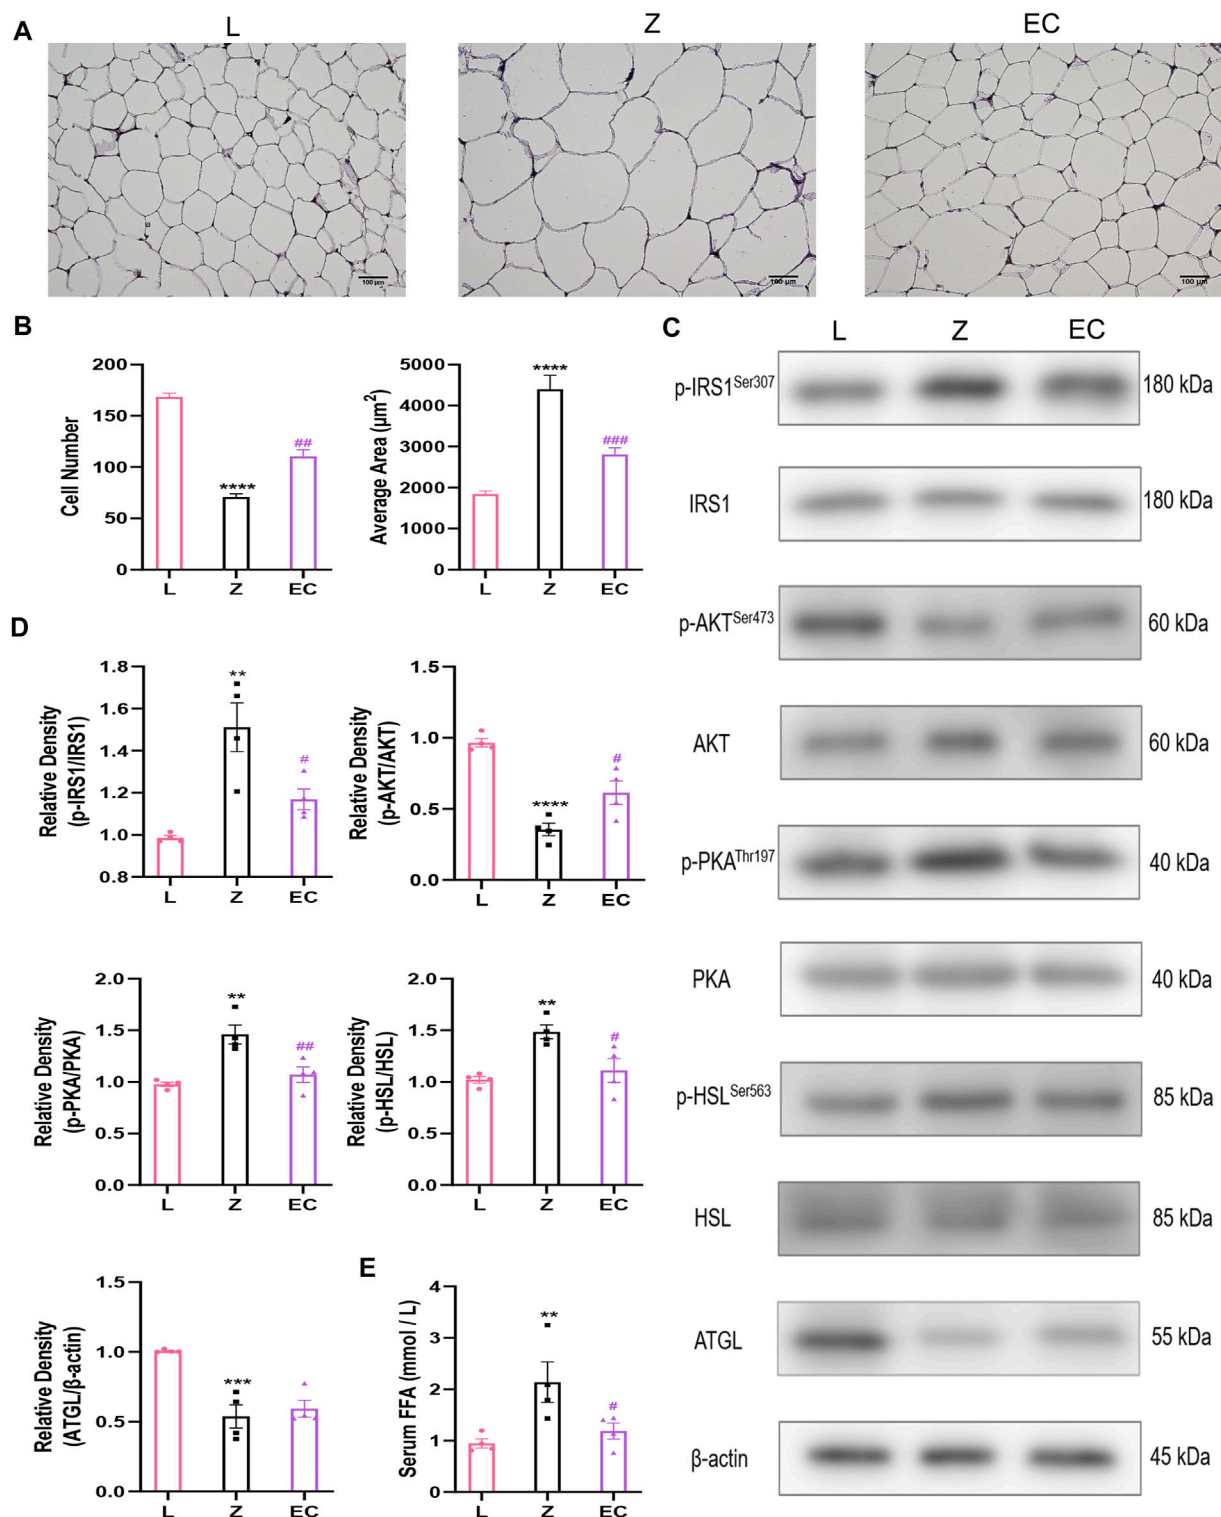 A
L
Z
EC
100 µm
100 µm
100 µm
B
200
150
100
50
0
Cell Number
****
##
L
Z
EC
5000
4000
3000
2000
1000
0
Average Area (µm²)
****
###
L
Z
EC
C
L
Z
EC
p-IRS1Ser307
180 kDa
IRS1
180 kDa
p-AKTSer473
60 kDa
AKT
60 kDa
p-PKAThr197
40 kDa
PKA
40 kDa
p-HSLSer563
85 kDa
HSL
85 kDa
ATGL
55 kDa
β-actin
45 kDa
D
1.8
1.6
1.4
1.2
1.0
0.8
Relative Density
(p-IRS1/IRS1)
**
#
L
Z
EC
1.5
1.0
0.5
0.0
Relative Density
(p-AKT/AKT)
****
#
L
Z
EC
2.0
1.5
1.0
0.5
0.0
Relative Density
(p-PKA/PKA)
**
##
L
Z
EC
2.0
1.5
1.0
0.5
0.0
Relative Density
(p-HSL/HSL)
**
#
L
Z
EC
1.5
1.0
0.5
0.0
Relative Density
(ATGL/β-actin)
***
L
Z
EC
E
4
3
2
1
0
Serum FFA (mmol / L)
**
#
L
Z
EC